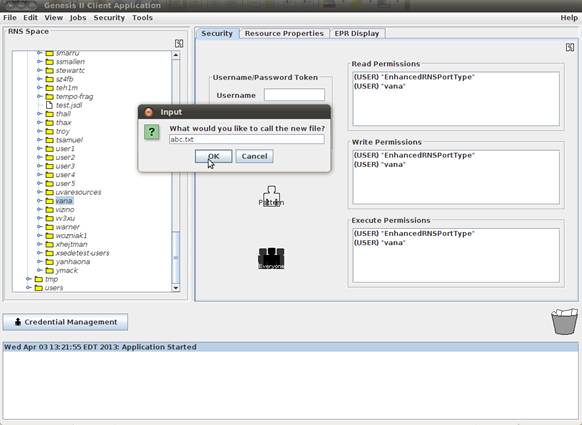 Genesis II Client Application
File Edit View Jobs Security Tools Help
RNS Space
smarru
ssmallen
stewartc
sz4fb
teh1m
tempo-frag
test.jsdl
thall
thax
troy
tsamuel
user1
user2
user3
user4
user5
uvaresources
vana
vizino
vv3xu
warner
wozniak1
xhejtman
xsedetest-users
yanhaona
ymack
tmp
users
Security Resource Properties EPR Display
Username/Password Token
Username
Input
What would you like to call the new file?
abc.txt
OK Cancel
Pattern
Everyone
Read Permissions
(USER) "EnhancedRNSPortType"
(USER) "vana"
Write Permissions
(USER) "EnhancedRNSPortType"
(USER) "vana"
Execute Permissions
(USER) "EnhancedRNSPortType"
(USER) "vana"
Credential Management
Wed Apr 03 13:21:55 EDT 2013: Application Started